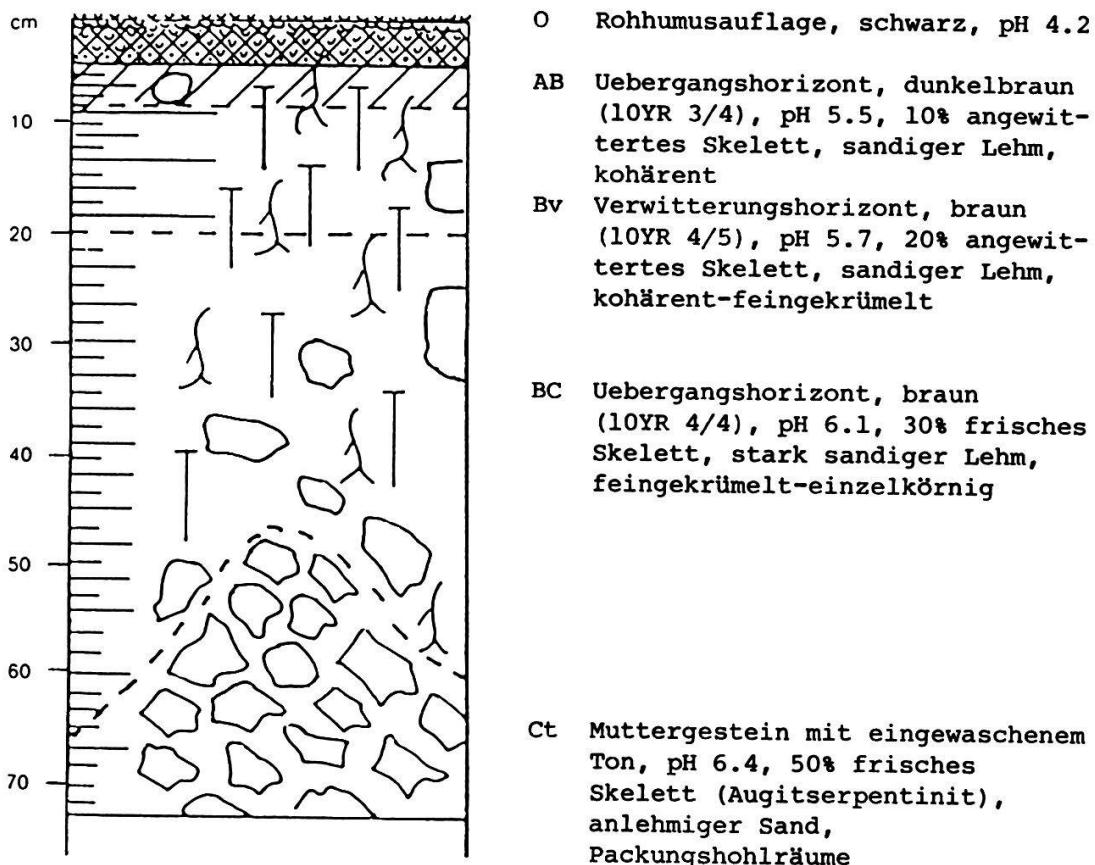 cm
10
20
30
40
50
60
70
O Rohhumusauflage, schwarz, pH 4.2
AB Uebergangshorizont, dunkelbraun
(10YR 3/4), pH 5.5, 10% angewit-
tertes Skelett, sandiger Lehm,
kohärent
Bv Verwitterungshorizont, braun
(10YR 4/5), pH 5.7, 20% angewit-
tertes Skelett, sandiger Lehm,
kohärent-feingekrümelt
BC Uebergangshorizont, braun
(10YR 4/4), pH 6.1, 30% frisches
Skelett, stark sandiger Lehm,
feingekrümelt-einzelkörnig
Ct Muttergestein mit eingewaschenem
Ton, pH 6.4, 50% frisches
Skelett (Augitserpentinit),
anlehmiger Sand,
Packungshohlräume